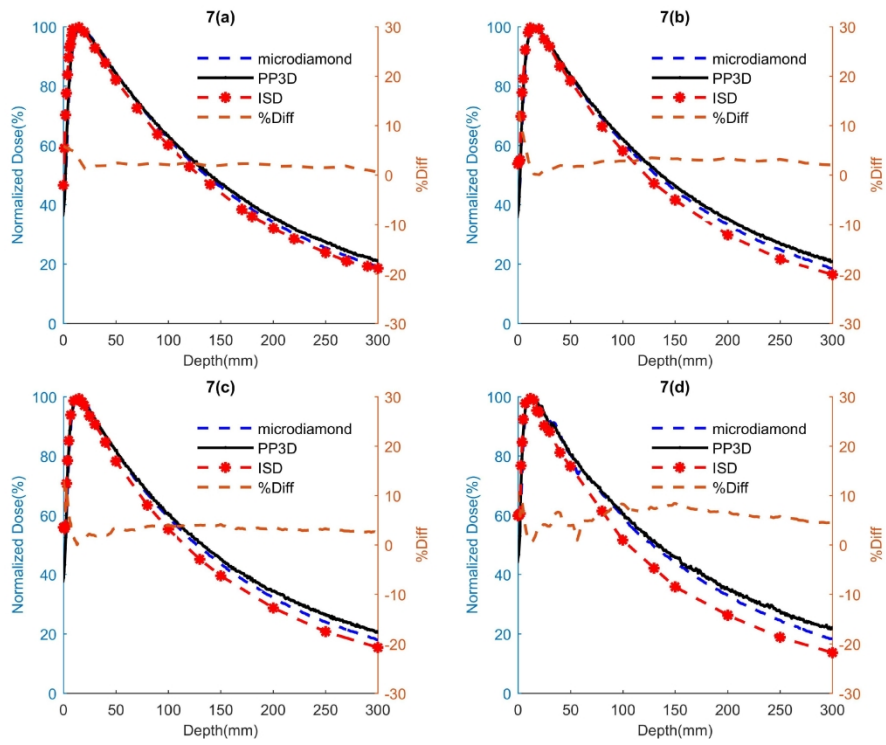 7(a)
100
80
60
40
20
0
Normalized Dose(%)
30
20
10
0
-10
-20
-30
%Diff
microdiamond
PP3D
ISD
%Diff
0 50 100 150 200 250 300
Depth(mm)
7(b)
100
80
60
40
20
0
Normalized Dose(%)
30
20
10
0
-10
-20
-30
%Diff
microdiamond
PP3D
ISD
%Diff
0 50 100 150 200 250 300
Depth(mm)
7(c)
100
80
60
40
20
0
Normalized Dose(%)
30
20
10
0
-10
-20
-30
%Diff
microdiamond
PP3D
ISD
%Diff
0 50 100 150 200 250 300
Depth(mm)
7(d)
100
80
60
40
20
0
Normalized Dose(%)
30
20
10
0
-10
-20
-30
%Diff
microdiamond
PP3D
ISD
%Diff
0 50 100 150 200 250 300
Depth(mm)